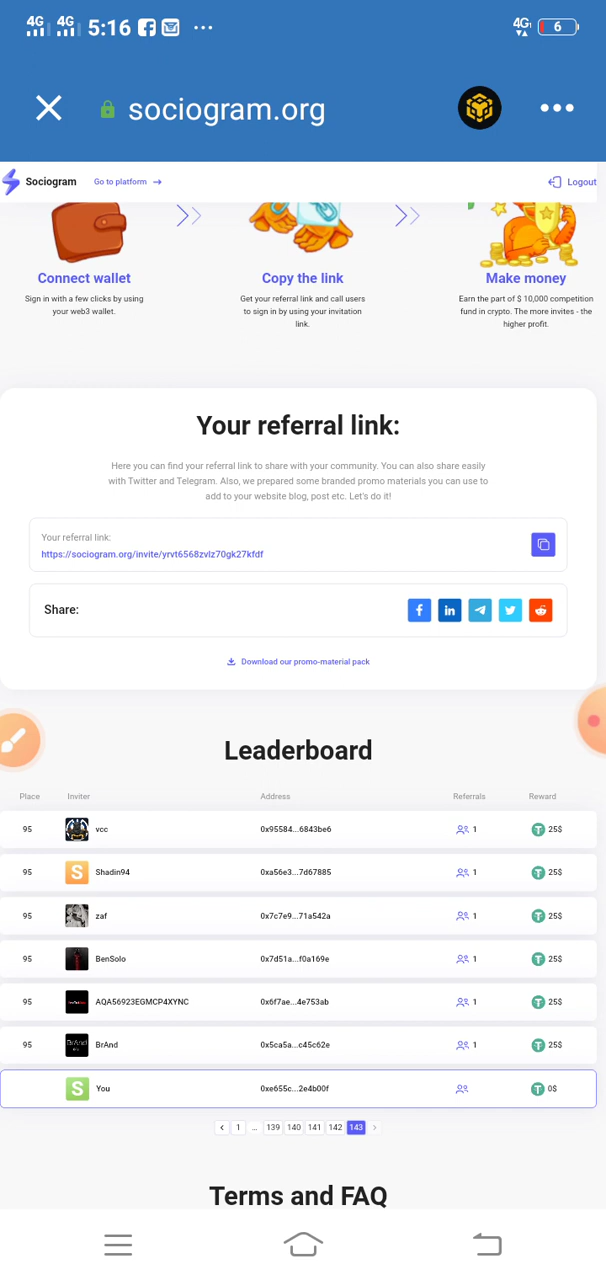 4G 4G 5:16 ... 4G 6
sociogram.org
Sociogram Go to platform → Logout
Connect wallet
Sign in with a few clicks by using
your web3 wallet.
Copy the link
Get your referral link and call users
to sign in by using your invitation
link.
Make money
Earn the part of $ 10,000 competition
fund in crypto. The more invites - the
higher profit.
Your referral link:
Here you can find your referral link to share with your community. You can also share easily
with Twitter and Telegram. Also, we prepared some branded promo materials you can use to
add to your website blog, post etc. Let's do it!
Your referral link:
https://sociogram.org/invite/yrvt6568zvlz70gk27kfdf
Share:
Download our promo-material pack
Leaderboard
Place Inviter Address Referrals Reward
95 vcc 0x95584...6843be6 1 25$
95 S Shadin94 0xa56e3...7d67885 1 25$
95 zaf 0x7c7e9...71a542a 1 25$
95 BenSolo 0x7d51a...f0a169e 1 25$
95 AQA56923EGMCP4XYNC 0x6f7ae...4e753ab 1 25$
95 BrAnd BrAnd 0x5ca5a...c45c62e 1 25$
S You 0xe655c...2e4b00f 0$
‹ 1 ... 139 140 141 142 143 ›
Terms and FAQ